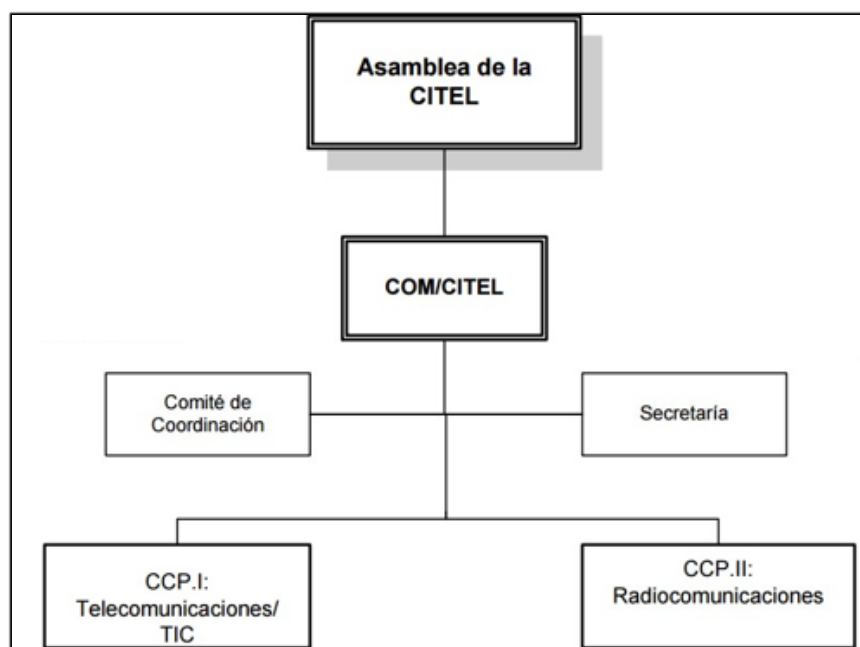 Asamblea de la
CITEL
COM/CITEL
Comité de
Coordinación
Secretaría
CCP.I:
Telecomunicaciones/
TIC
CCP.II:
Radiocomunicaciones